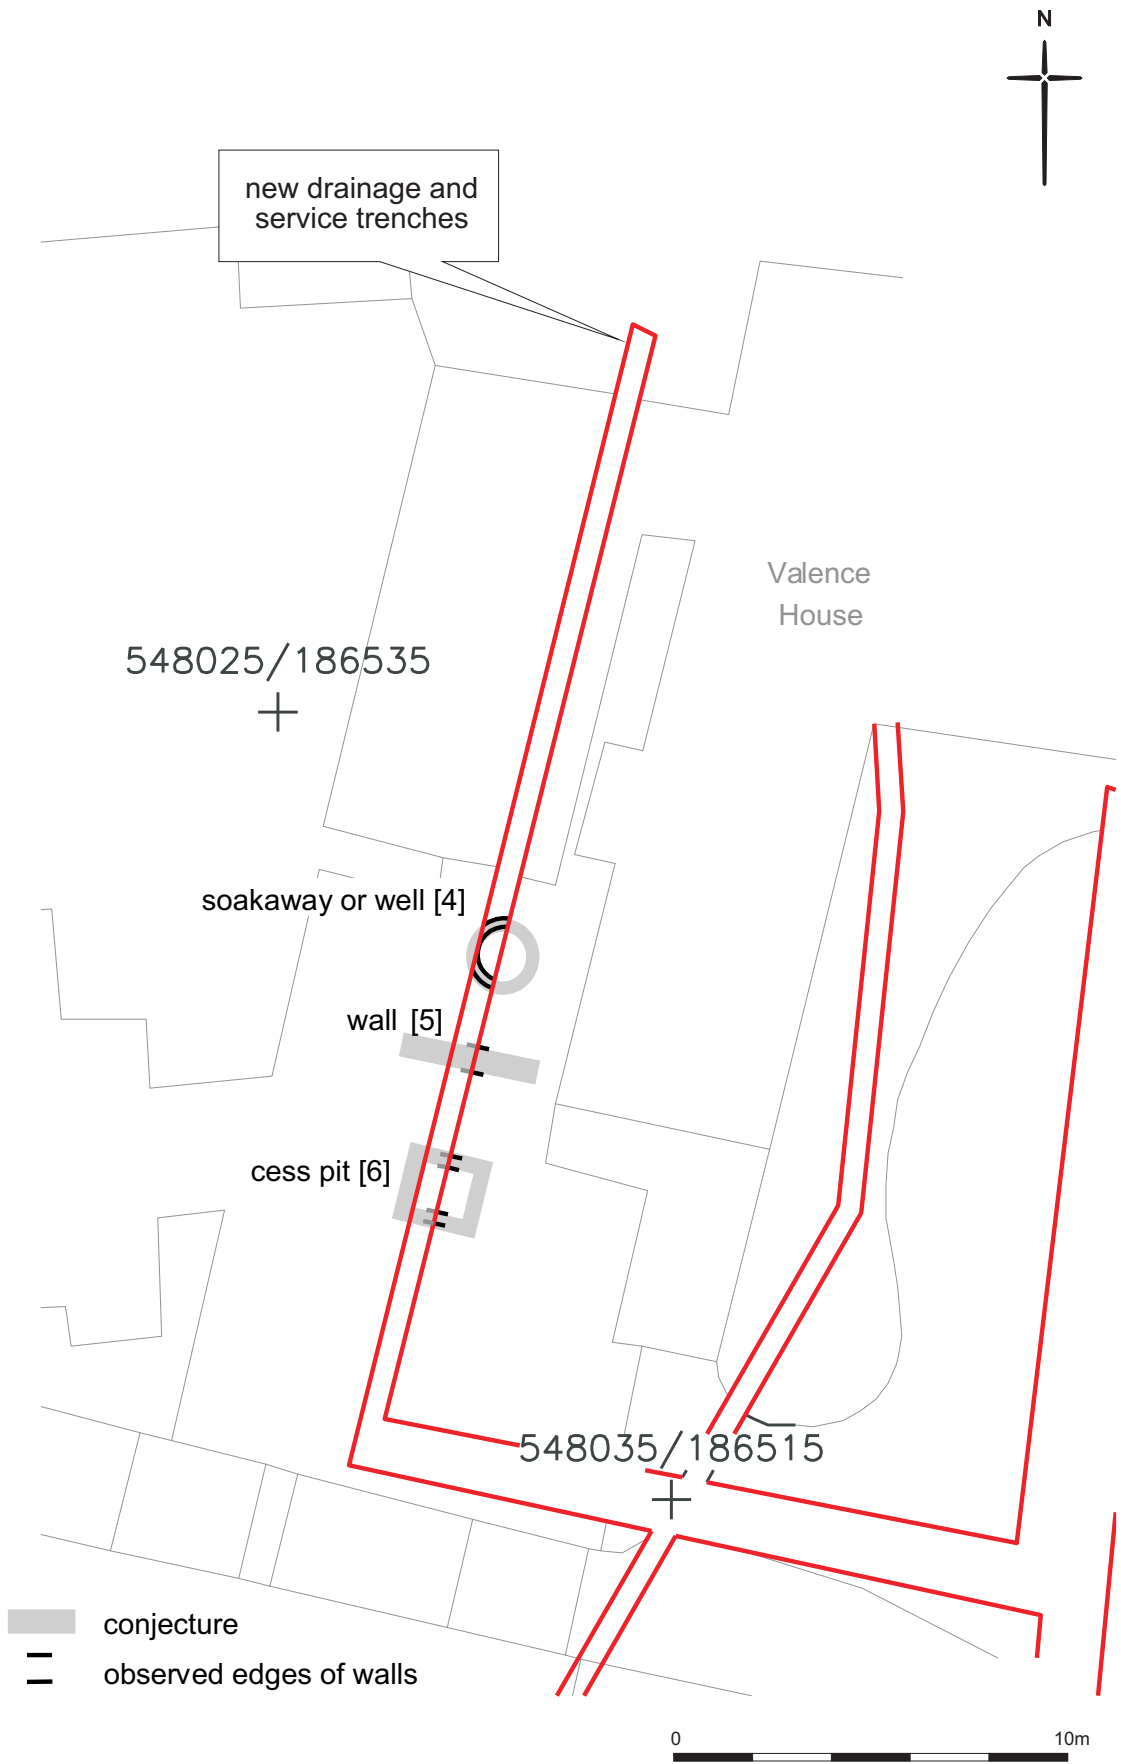 N
new drainage and
service trenches
Valence
House
548025/186535
soakaway or well [4]
wall [5]
cess pit [6]
548035/186515
conjecture
observed edges of walls
0 10m